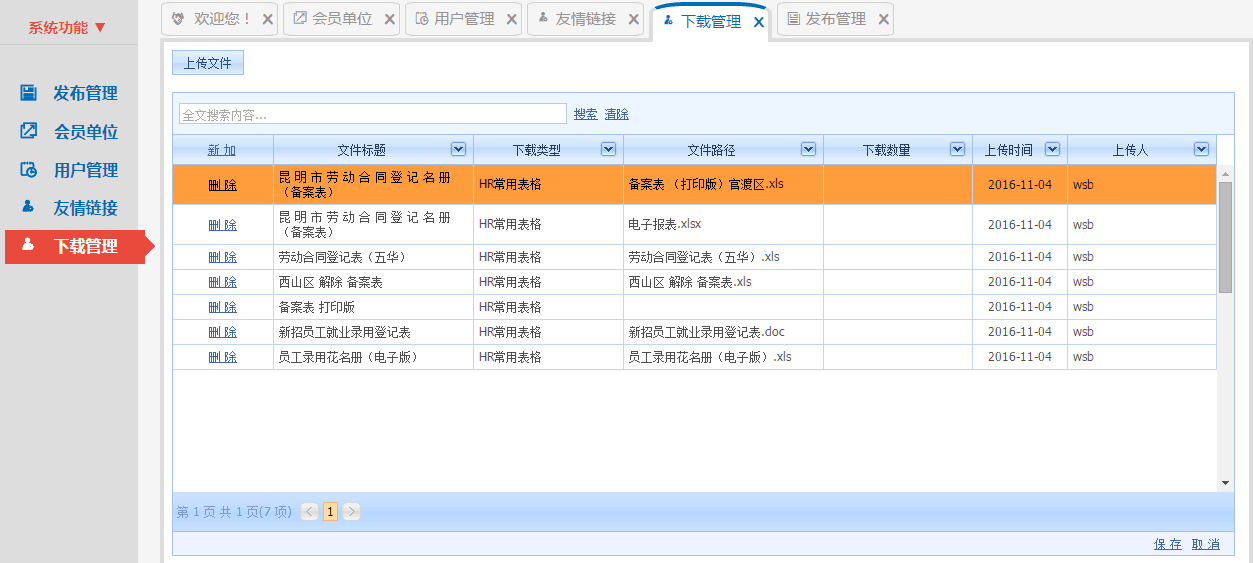 系统功能 ▼
发布管理
会员单位
用户管理
友情链接
下载管理
欢迎您！ 会员单位 用户管理 友情链接 下载管理 发布管理
上传文件
全文搜索内容... 搜索 清除
新 加 文件标题 下载类型 文件路径 下载数量 上传时间 上传人
删 除 昆 明 市 劳 动 合 同 登 记 名 册 （备案表） HR常用表格 备案表 （打印版）官渡区.xls 2016-11-04 wsb
删 除 昆 明 市 劳 动 合 同 登 记 名 册 （备案表） HR常用表格 电子报表.xlsx 2016-11-04 wsb
删 除 劳动合同登记表（五华） HR常用表格 劳动合同登记表（五华）.xls 2016-11-04 wsb
删 除 西山区 解除 备案表 HR常用表格 西山区 解除 备案表.xls 2016-11-04 wsb
删 除 备案表 打印版 HR常用表格 2016-11-04 wsb
删 除 新招员工就业录用登记表 HR常用表格 新招员工就业录用登记表.doc 2016-11-04 wsb
删 除 员工录用花名册（电子版） HR常用表格 员工录用花名册（电子版）.xls 2016-11-04 wsb
第 1 页 共 1 页(7 项) 1
保 存 取 消